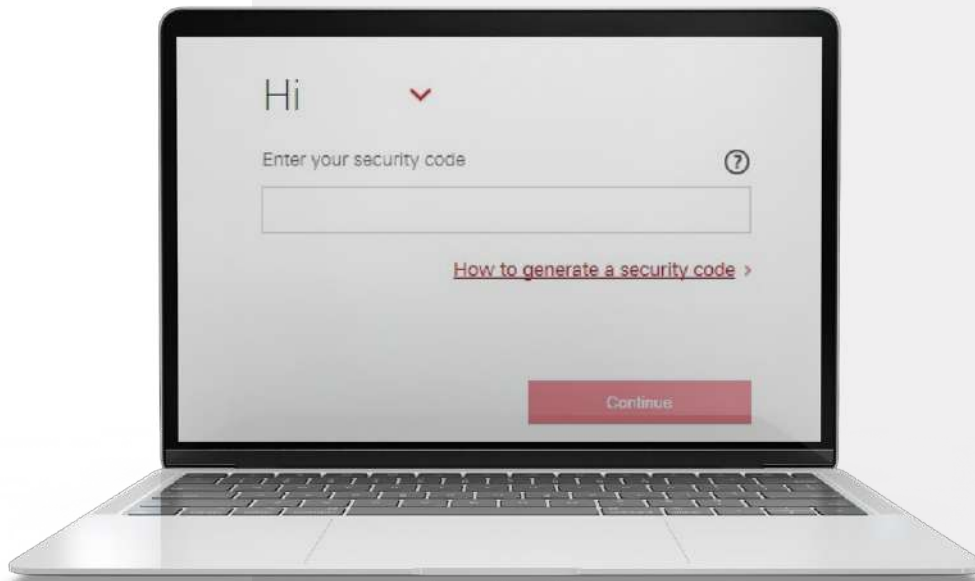 Hi
Enter your security code
?
How to generate a security code >
Continue